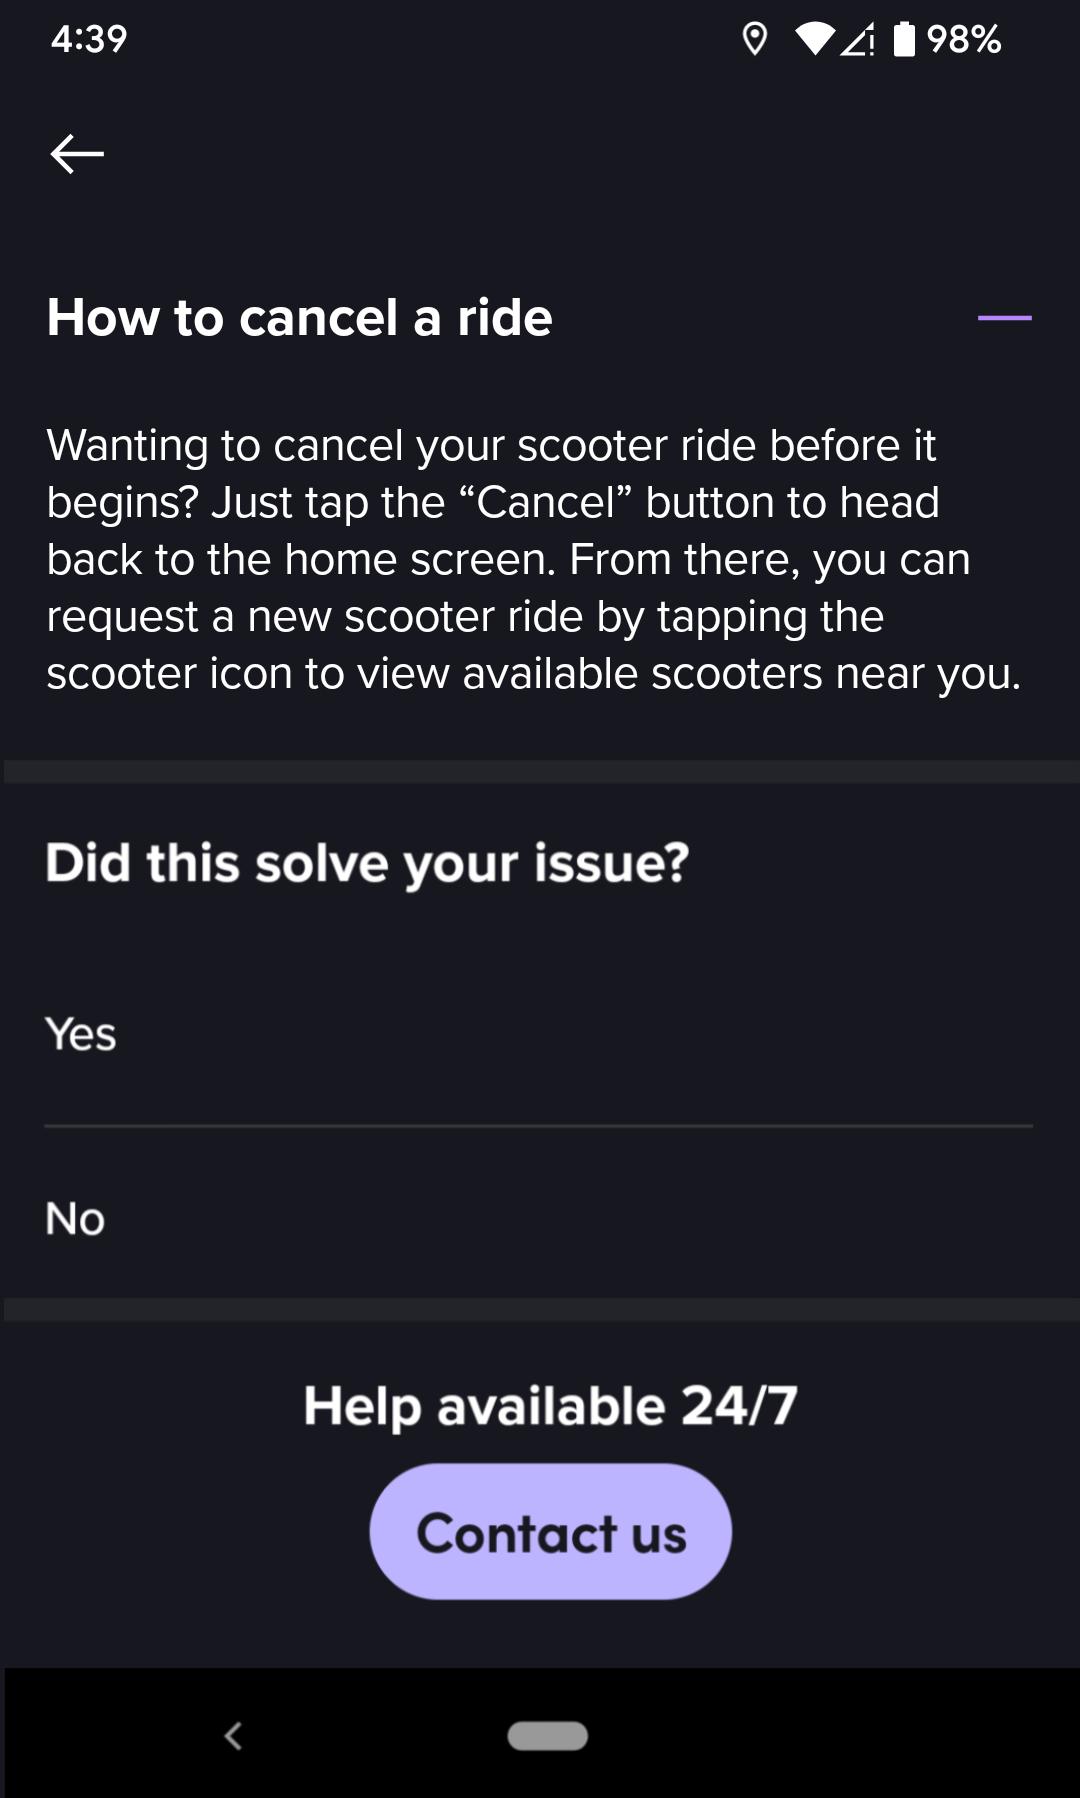 4:39
98%
How to cancel a ride
Wanting to cancel your scooter ride before it
begins? Just tap the “Cancel” button to head
back to the home screen. From there, you can
request a new scooter ride by tapping the
scooter icon to view available scooters near you.
Did this solve your issue?
Yes
No
Help available 24/7
Contact us